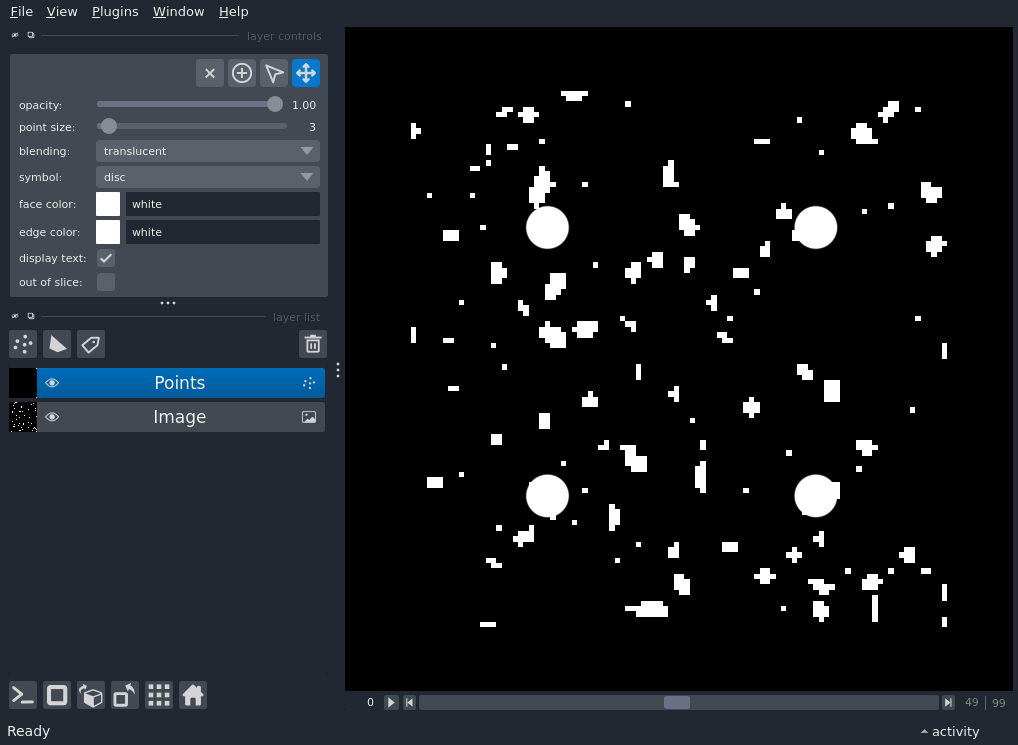 File View Plugins Window Help
layer controls
opacity: 1.00
point size: 3
blending: translucent
symbol: disc
face color: white
edge color: white
display text:
out of slice:
layer list
Points
Image
0 49 | 99
Ready activity